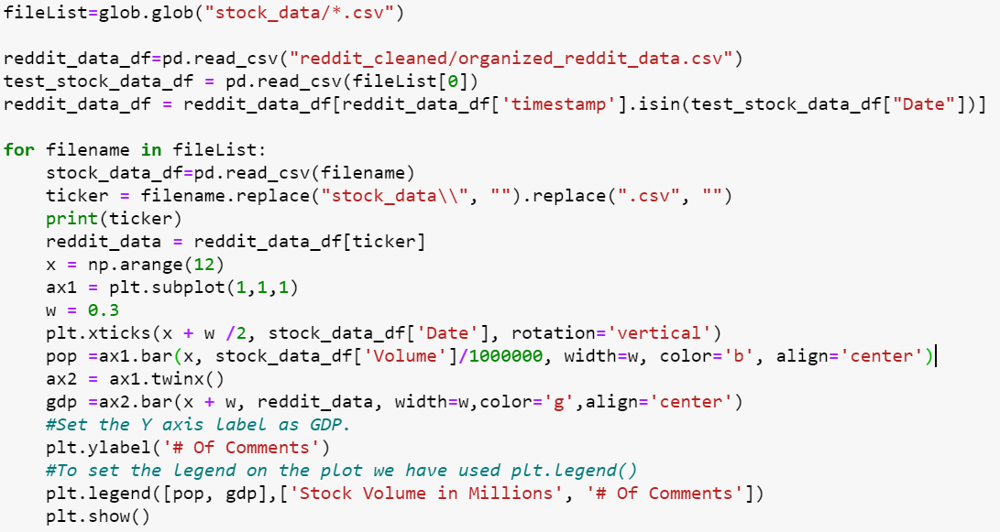 fileList=glob.glob("stock_data/*.csv")

reddit_data_df=pd.read_csv("reddit_cleaned/organized_reddit_data.csv")
test_stock_data_df = pd.read_csv(fileList[0])
reddit_data_df = reddit_data_df[reddit_data_df['timestamp'].isin(test_stock_data_df["Date"])]

for filename in fileList:
    stock_data_df=pd.read_csv(filename)
    ticker = filename.replace("stock_data\\", "").replace(".csv", "")
    print(ticker)
    reddit_data = reddit_data_df[ticker]
    x = np.arange(12)
    ax1 = plt.subplot(1,1,1)
    w = 0.3
    plt.xticks(x + w /2, stock_data_df['Date'], rotation='vertical')
    pop =ax1.bar(x, stock_data_df['Volume']/1000000, width=w, color='b', align='center')
    ax2 = ax1.twinx()
    gdp =ax2.bar(x + w, reddit_data, width=w,color='g',align='center')
    #Set the Y axis label as GDP.
    plt.ylabel('# Of Comments')
    #To set the legend on the plot we have used plt.legend()
    plt.legend([pop, gdp],['Stock Volume in Millions', '# Of Comments'])
    plt.show()